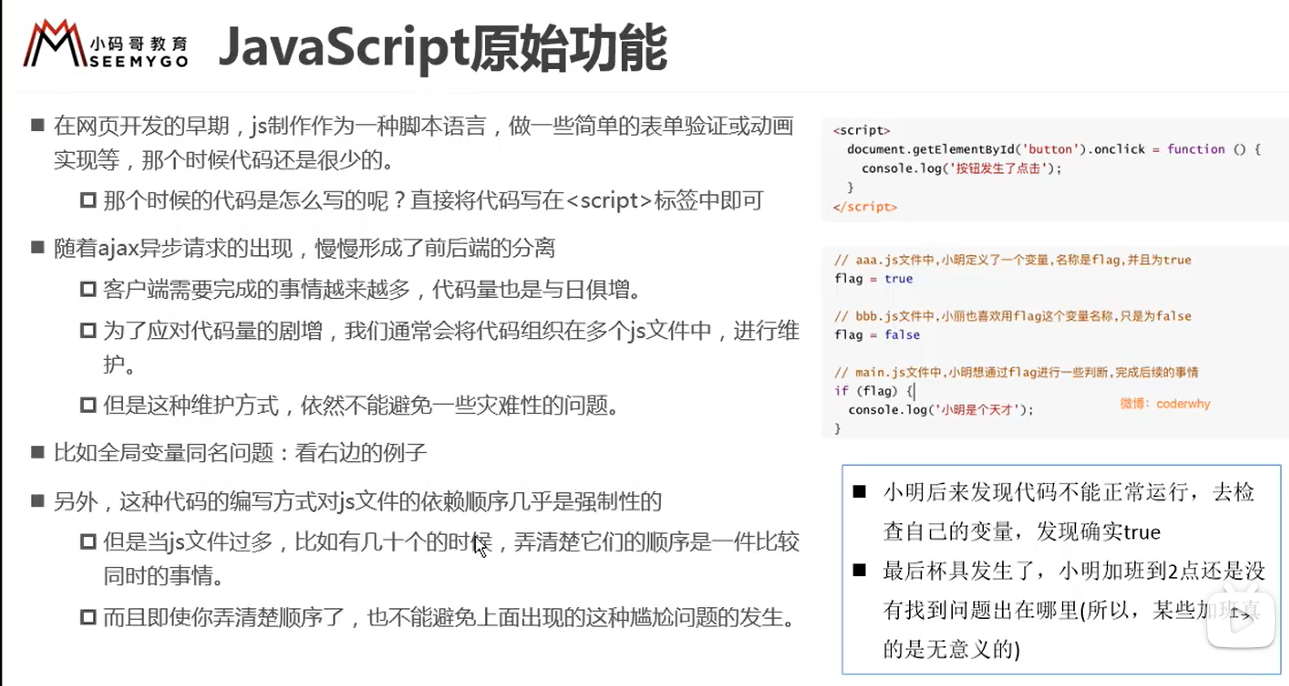 小码哥教育
SEEMYGO
JavaScript原始功能
在网页开发的早期，js制作作为一种脚本语言，做一些简单的表单验证或动画
实现等，那个时候代码还是很少的。
那个时候的代码是怎么写的呢？直接将代码写在<script>标签中即可
随着ajax异步请求的出现，慢慢形成了前后端的分离
客户端需要完成的事情越来越多，代码量也是与日俱增。
为了应对代码量的剧增，我们通常会将代码组织在多个js文件中，进行维
护。
但是这种维护方式，依然不能避免一些灾难性的问题。
比如全局变量同名问题：看右边的例子
另外，这种代码的编写方式对js文件的依赖顺序几乎是强制性的
但是当js文件过多，比如有几十个的时候，弄清楚它们的顺序是一件比较
同时的事情。
而且即使你弄清楚顺序了，也不能避免上面出现的这种尴尬问题的发生。
<script>
document.getElementById('button').onclick = function () {
console.log('按钮发生了点击');
}
</script>
// aaa.js文件中,小明定义了一个变量,名称是flag,并且为true
flag = true
// bbb.js文件中,小丽也喜欢用flag这个变量名称,只是为false
flag = false
// main.js文件中,小明想通过flag进行一些判断,完成后续的事情
if (flag) {
console.log('小明是个天才');
}
微博：coderwhy
小明后来发现代码不能正常运行，去检
查自己的变量，发现确实true
最后杯具发生了，小明加班到2点还是没
有找到问题出在哪里(所以，某些加班真
的是无意义的)